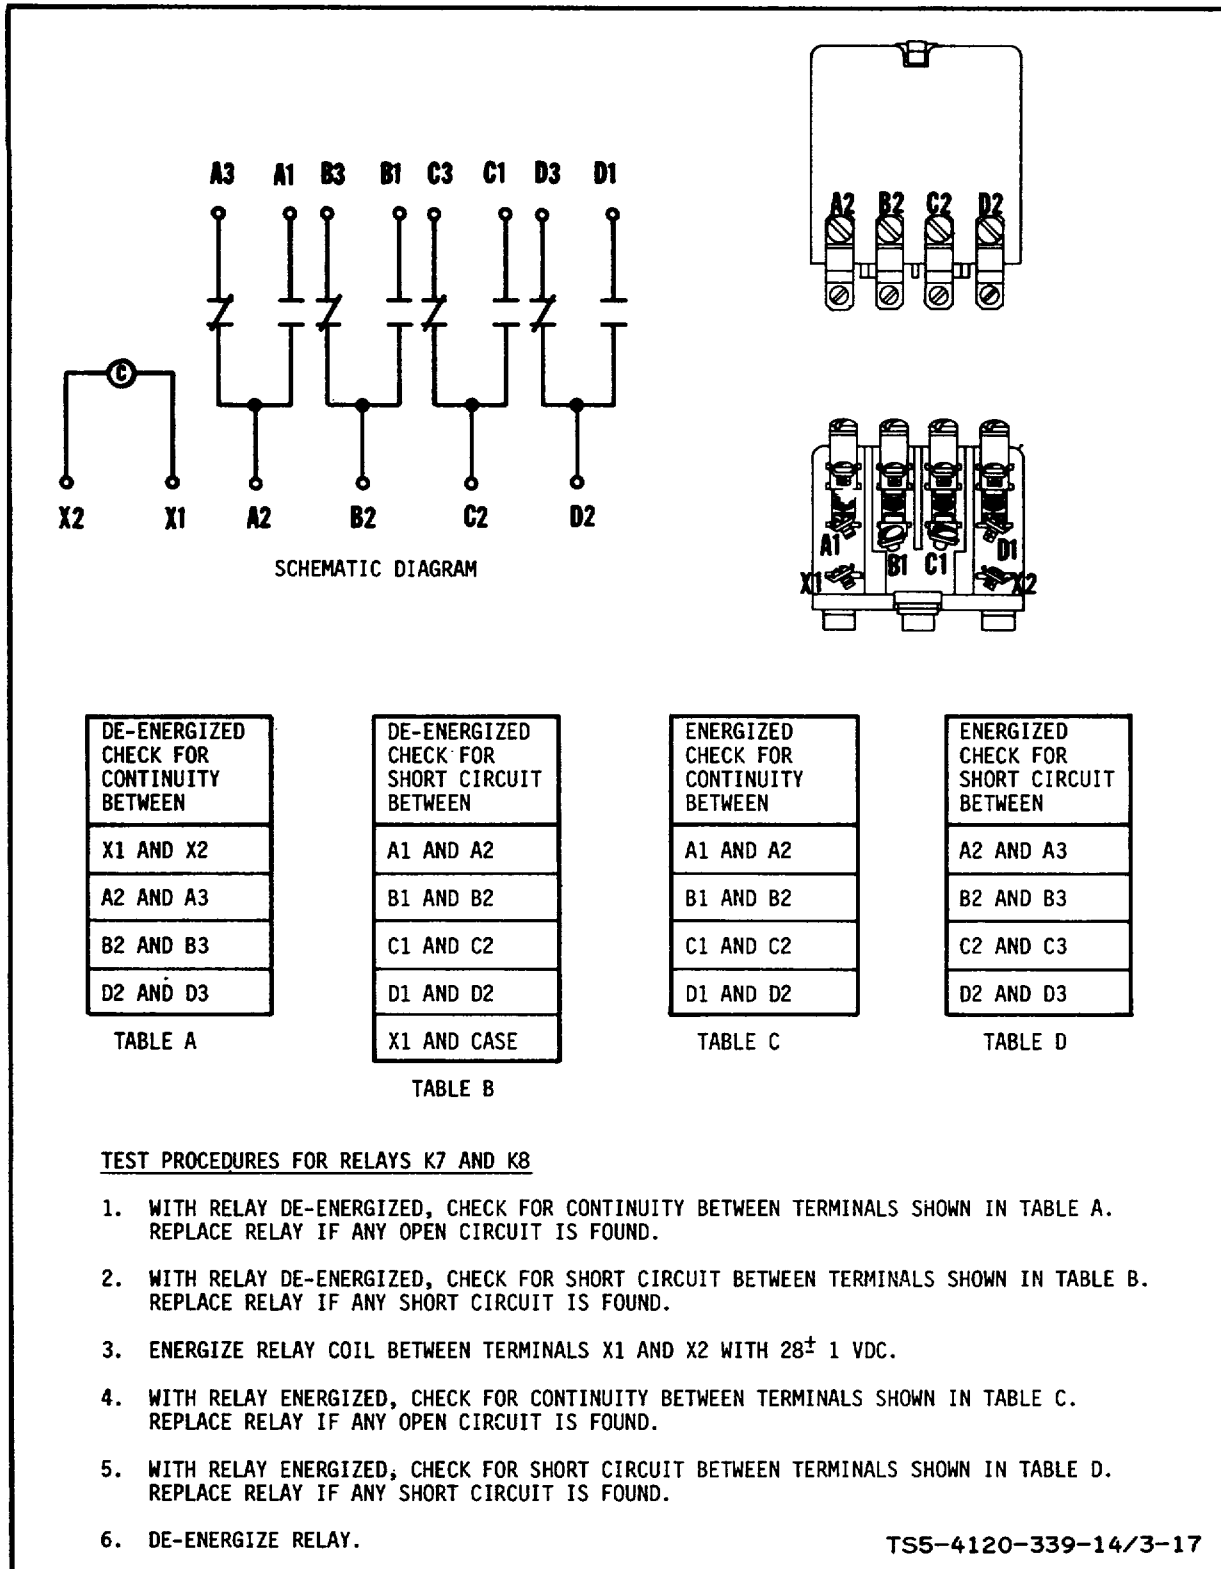 A3 A1 B3 B1 C3 C1 D3 D1
C
X2 X1 A2 B2 C2 D2
SCHEMATIC DIAGRAM
A2 B2 C2 D2
A1 B1 C1 D1
X1 X2
DE-ENERGIZED
CHECK FOR
CONTINUITY
BETWEEN
X1 AND X2
A2 AND A3
B2 AND B3
D2 AND D3
TABLE A
DE-ENERGIZED
CHECK FOR
SHORT CIRCUIT
BETWEEN
A1 AND A2
B1 AND B2
C1 AND C2
D1 AND D2
X1 AND CASE
TABLE B
ENERGIZED
CHECK FOR
CONTINUITY
BETWEEN
A1 AND A2
B1 AND B2
C1 AND C2
D1 AND D2
TABLE C
ENERGIZED
CHECK FOR
SHORT CIRCUIT
BETWEEN
A2 AND A3
B2 AND B3
C2 AND C3
D2 AND D3
TABLE D
TEST PROCEDURES FOR RELAYS K7 AND K8
1. WITH RELAY DE-ENERGIZED, CHECK FOR CONTINUITY BETWEEN TERMINALS SHOWN IN TABLE A.
REPLACE RELAY IF ANY OPEN CIRCUIT IS FOUND.
2. WITH RELAY DE-ENERGIZED, CHECK FOR SHORT CIRCUIT BETWEEN TERMINALS SHOWN IN TABLE B.
REPLACE RELAY IF ANY SHORT CIRCUIT IS FOUND.
3. ENERGIZE RELAY COIL BETWEEN TERMINALS X1 AND X2 WITH 28± 1 VDC.
4. WITH RELAY ENERGIZED, CHECK FOR CONTINUITY BETWEEN TERMINALS SHOWN IN TABLE C.
REPLACE RELAY IF ANY OPEN CIRCUIT IS FOUND.
5. WITH RELAY ENERGIZED, CHECK FOR SHORT CIRCUIT BETWEEN TERMINALS SHOWN IN TABLE D.
REPLACE RELAY IF ANY SHORT CIRCUIT IS FOUND.
6. DE-ENERGIZE RELAY.
TS5-4120-339-14/3-17